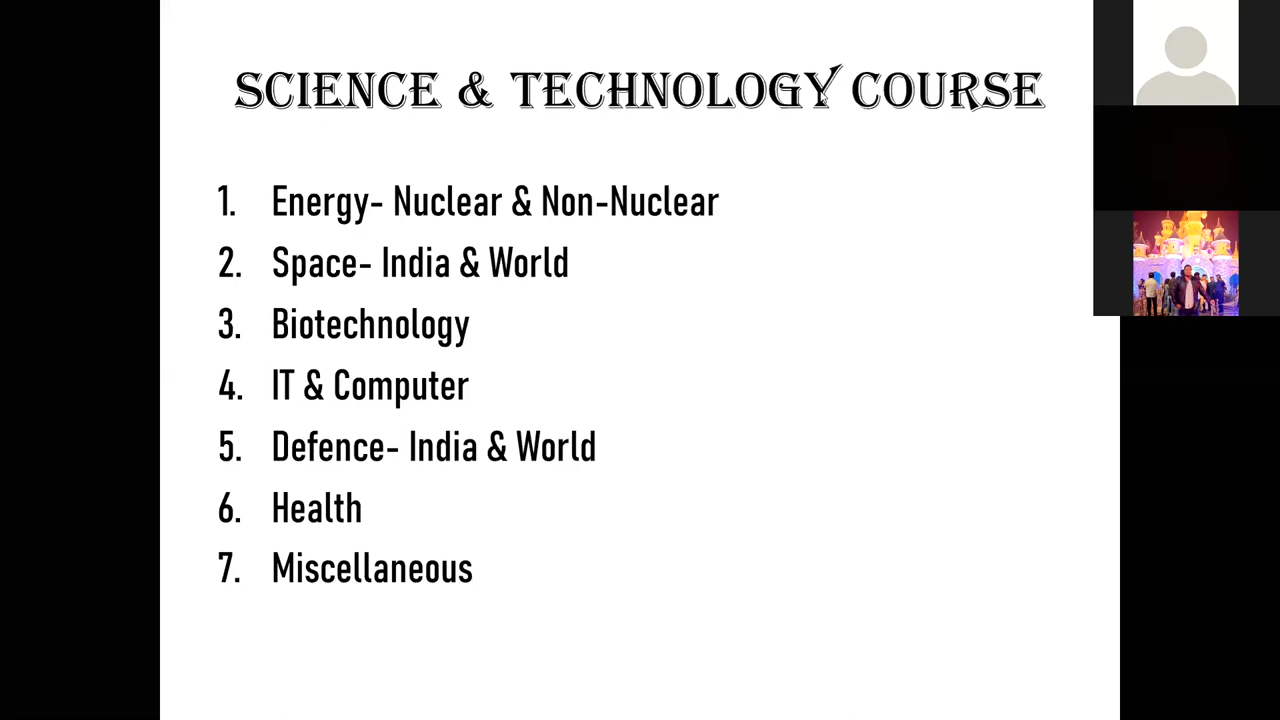 SCIENCE & TECHNOLOGY COURSE
1. Energy- Nuclear & Non-Nuclear
2. Space- India & World
3. Biotechnology
4. IT & Computer
5. Defence- India & World
6. Health
7. Miscellaneous